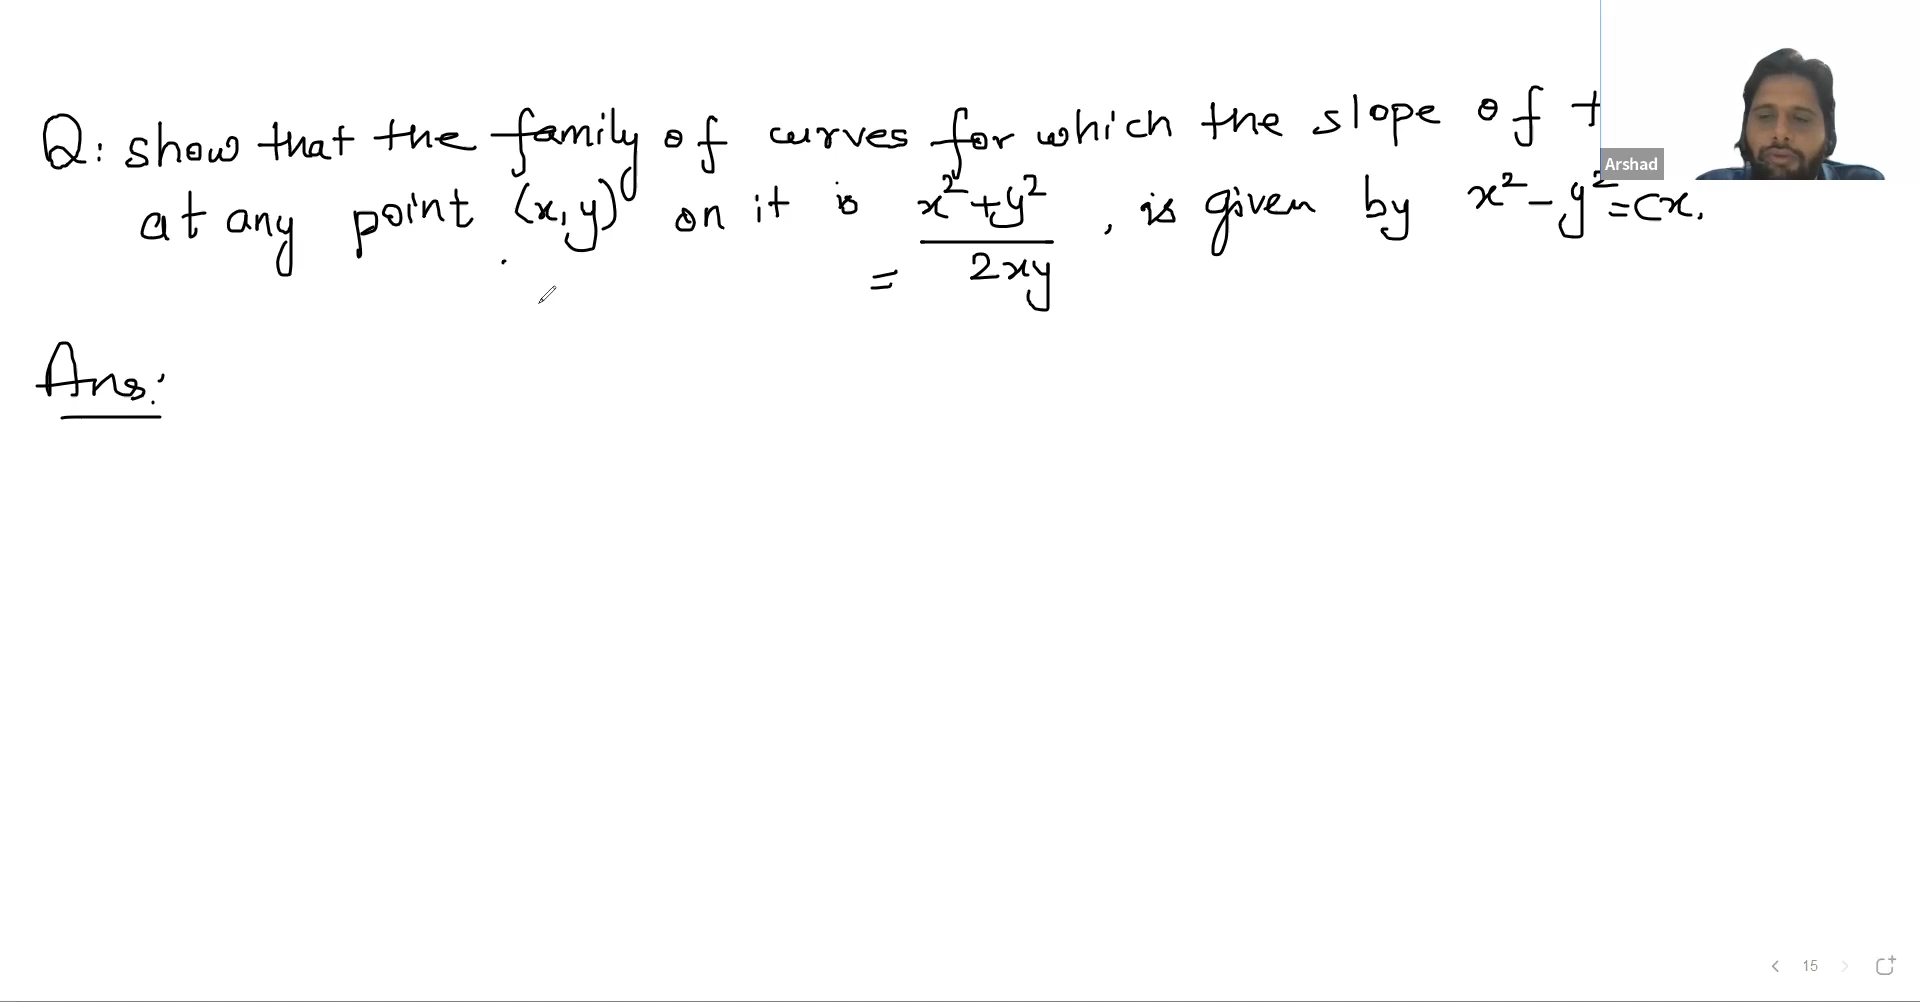 Q: show that the family of curves for which the slope of t
at any point (x, y) on it is x²+y² / 2xy , is given by x² - y² = cx.
=
Ans:
Arshad
15